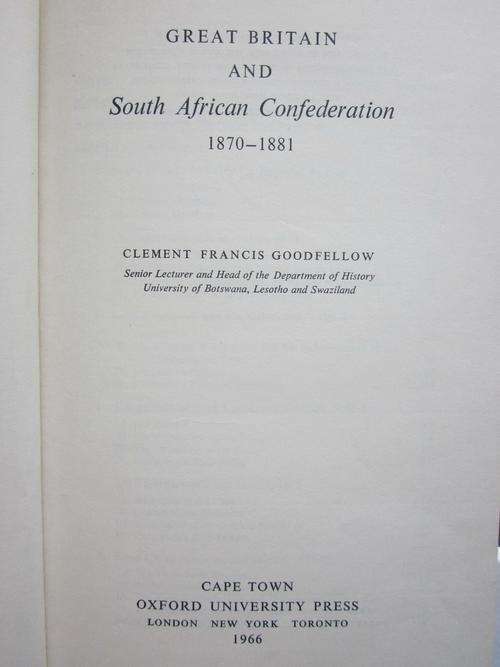 GREAT BRITAIN
AND
South African Confederation
1870–1881
CLEMENT FRANCIS GOODFELLOW
Senior Lecturer and Head of the Department of History
University of Botswana, Lesotho and Swaziland
CAPE TOWN
OXFORD UNIVERSITY PRESS
LONDON NEW YORK TORONTO
1966